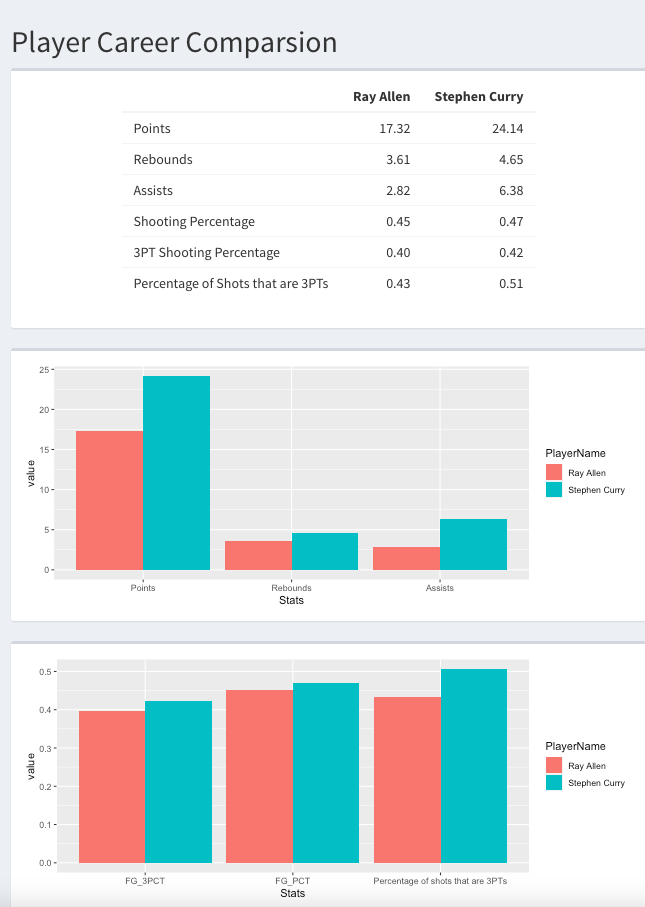 Player Career Comparsion
Ray Allen Stephen Curry
Points 17.32 24.14
Rebounds 3.61 4.65
Assists 2.82 6.38
Shooting Percentage 0.45 0.47
3PT Shooting Percentage 0.40 0.42
Percentage of Shots that are 3PTs 0.43 0.51
25
20
15
10
5
0
value
Points Rebounds Assists
Stats
PlayerName
Ray Allen
Stephen Curry
0.5
0.4
0.3
0.2
0.1
0.0
value
FG_3PCT FG_PCT Percentage of shots that are 3PTs
Stats
PlayerName
Ray Allen
Stephen Curry